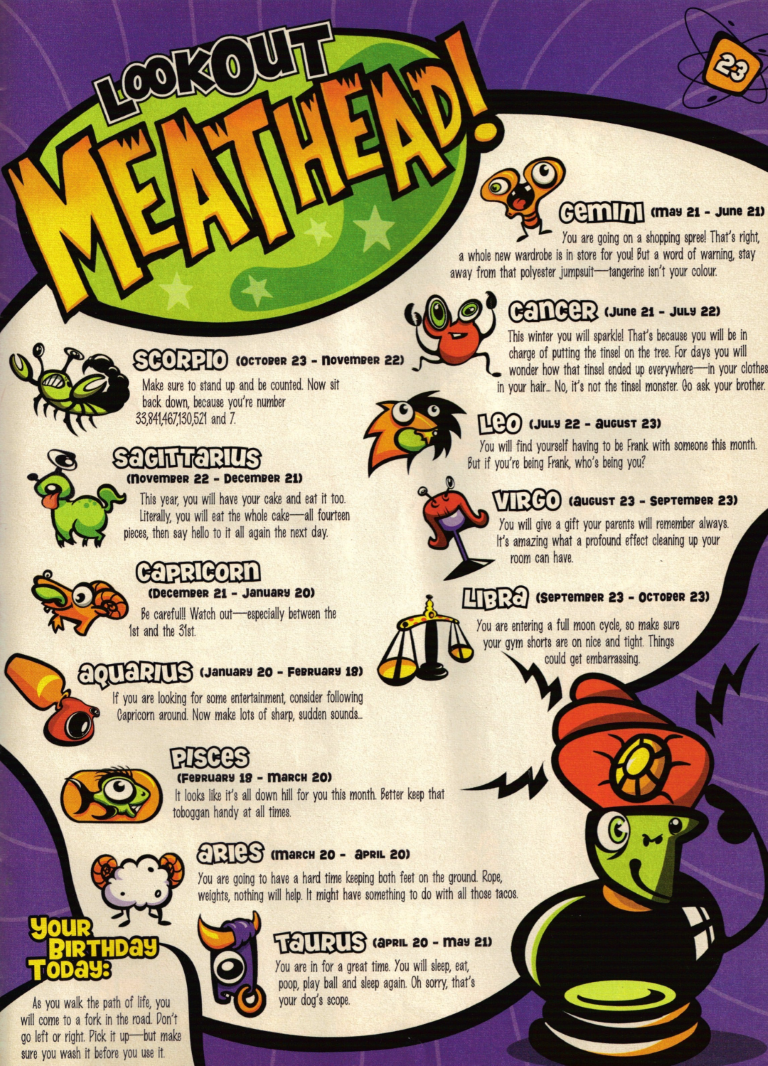 LOOKOUT
MEATHEAD!
23
SCORPIO (October 23 - November 22)
Make sure to stand up and be counted. Now sit
back down, because you're number
33,841,467,130,521 and 7.
SAGITTARIUS
(November 22 - December 21)
This year, you will have your cake and eat it too.
Literally, you will eat the whole cake—all fourteen
pieces, then say hello to it all again the next day.
CAPRICORN
(December 21 - January 20)
Be careful! Watch out—especially between the
1st and the 31st.
AQUARIUS (January 20 - February 19)
If you are looking for some entertainment, consider following
Capricorn around. Now make lots of sharp, sudden sounds...
PISCES
(February 19 - March 20)
It looks like it's all down hill for you this month. Better keep that
toboggan handy at all times.
ARIES (March 20 - April 20)
You are going to have a hard time keeping both feet on the ground. Rope,
weights, nothing will help. It might have something to do with all those tacos.
TAURUS (April 20 - May 21)
You are in for a great time. You will sleep, eat,
poop, play ball and sleep again. Oh sorry, that's
your dog's scope.
GEMINI (May 21 - June 21)
You are going on a shopping spree! That's right,
a whole new wardrobe is in store for you! But a word of warning, stay
away from that polyester jumpsuit—tangerine isn't your colour.
CANCER (June 21 - July 22)
This winter you will sparkle! That's because you will be in
charge of putting the tinsel on the tree. For days you will
wonder how that tinsel ended up everywhere—in your clothes
in your hair... No, it's not the tinsel monster. Go ask your brother.
LEO (July 22 - August 23)
You will find yourself having to be Frank with someone this month.
But if you're being Frank, who's being you?
VIRGO (August 23 - September 23)
You will give a gift your parents will remember always.
It's amazing what a profound effect cleaning up your
room can have.
LIBRA (September 23 - October 23)
You are entering a full moon cycle, so make sure
your gym shorts are on nice and tight. Things
could get embarrassing.
YOUR
BIRTHDAY
TODAY:
As you walk the path of life, you
will come to a fork in the road. Don't
go left or right. Pick it up—but make
sure you wash it before you use it.